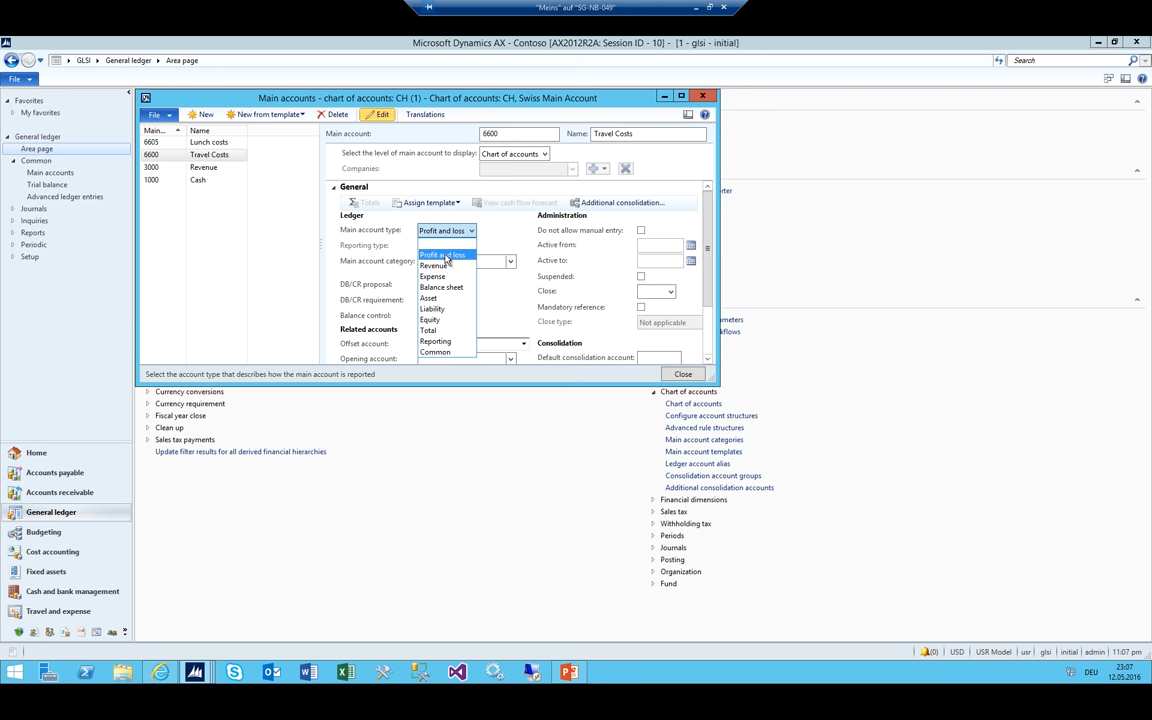 "Meins" auf "SG-NB-049"
Microsoft Dynamics AX - Contoso [AX2012R2A: Session ID - 10] - [1 - glsi - initial]
GLSI General ledger Area page
Search
File
Favorites
My favorites
General ledger
Area page
Common
Main accounts
Trial balance
Advanced ledger entries
Journals
Inquiries
Reports
Periodic
Setup
Home
Accounts payable
Accounts receivable
General ledger
Budgeting
Cost accounting
Fixed assets
Cash and bank management
Travel and expense
Main accounts - chart of accounts: CH (1) - Chart of accounts: CH, Swiss Main Account
File New New from template Delete Edit Translations
Main... Name
6605 Lunch costs
6600 Travel Costs
3000 Revenue
1000 Cash
Main account: 6600 Name: Travel Costs
Select the level of main account to display: Chart of accounts
Companies:
General
Totals Assign template View cash flow forecast Additional consolidation...
Ledger
Main account type: Profit and loss
Reporting type:
Main account category:
DB/CR proposal:
DB/CR requirement:
Balance control:
Related accounts
Offset account:
Opening account:
Profit and loss
Revenue
Expense
Balance sheet
Asset
Liability
Equity
Total
Reporting
Common
Administration
Do not allow manual entry:
Active from:
Active to:
Suspended:
Close:
Mandatory reference:
Close type: Not applicable
Consolidation
Default consolidation account:
Select the account type that describes how the main account is reported
Close
Currency conversions
Currency requirement
Fiscal year close
Clean up
Sales tax payments
Update filter results for all derived financial hierarchies
Chart of accounts
Chart of accounts
Configure account structures
Advanced rule structures
Main account categories
Main account templates
Ledger account alias
Consolidation account groups
Additional consolidation accounts
Financial dimensions
Sales tax
Withholding tax
Periods
Journals
Posting
Organization
Fund
(0) USD USR Model usr glsi initial admin 11:07 pm
DEU
23:07
12.05.2016